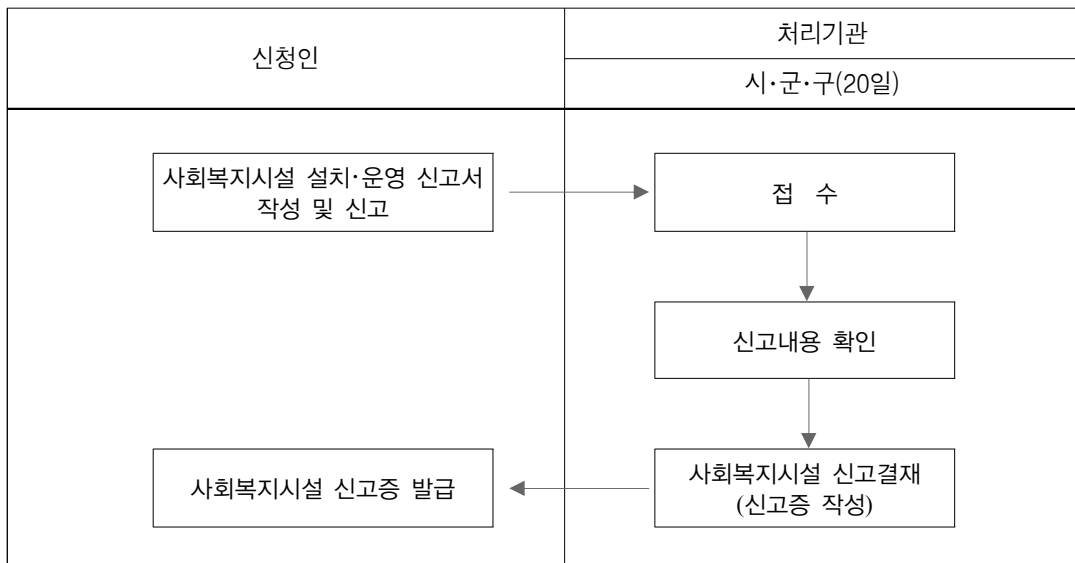 신청인
처리기관
시·군·구(20일)
사회복지시설 설치·운영 신고서
작성 및 신고
접 수
신고내용 확인
사회복지시설 신고증 발급
사회복지시설 신고결재
(신고증 작성)